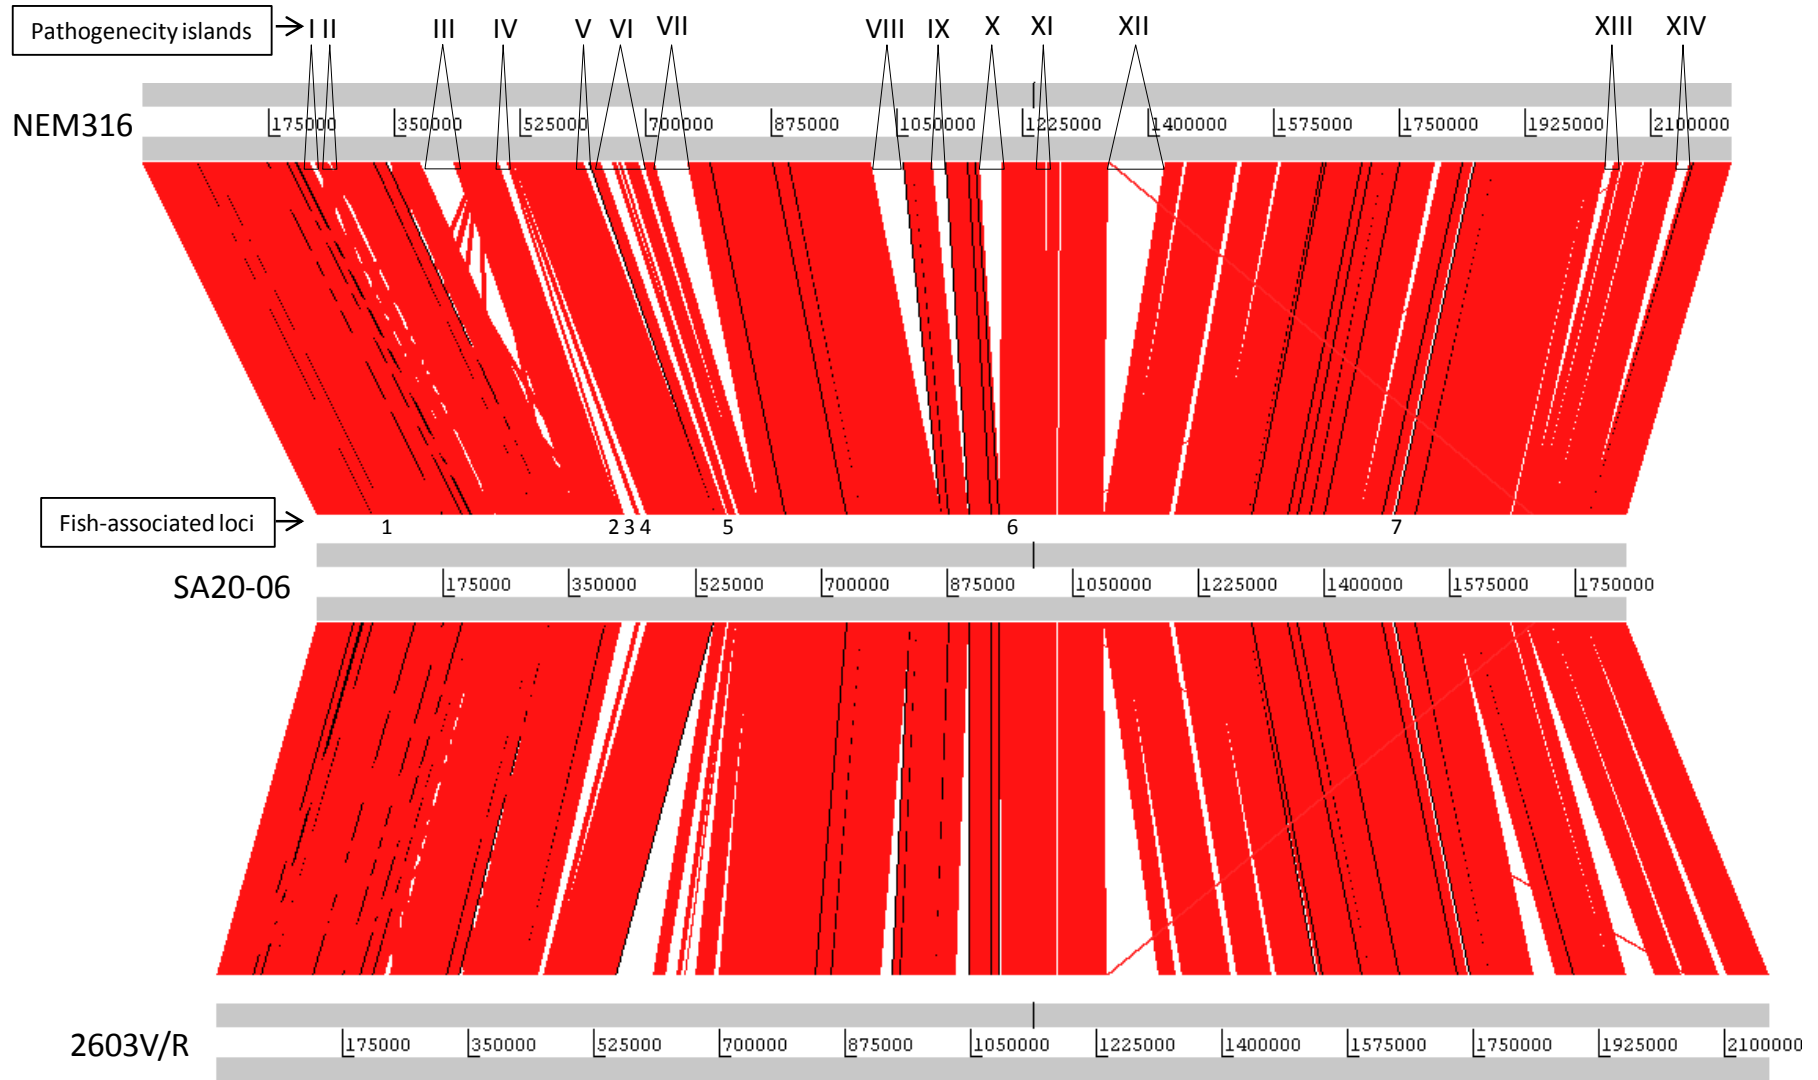 Pathogenecity islands I II III IV V VI VII VIII IX X XI XII XIII XIV
NEM316
175000 350000 525000 700000 875000 1050000 1225000 1400000 1575000 1750000 1925000 2100000
Fish-associated loci 1 2 3 4 5 6 7
SA20-06
175000 350000 525000 700000 875000 1050000 1225000 1400000 1575000 1750000
2603V/R
175000 350000 525000 700000 875000 1050000 1225000 1400000 1575000 1750000 1925000 2100000